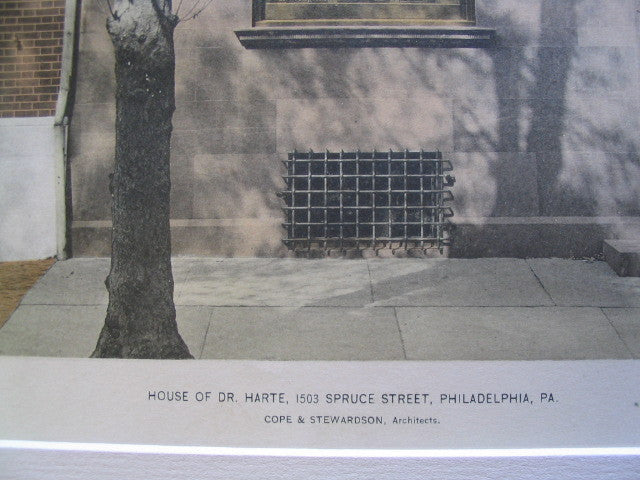 HOUSE OF DR. HARTE, 1503 SPRUCE STREET, PHILADELPHIA, PA.
COPE & STEWARDSON, Architects.